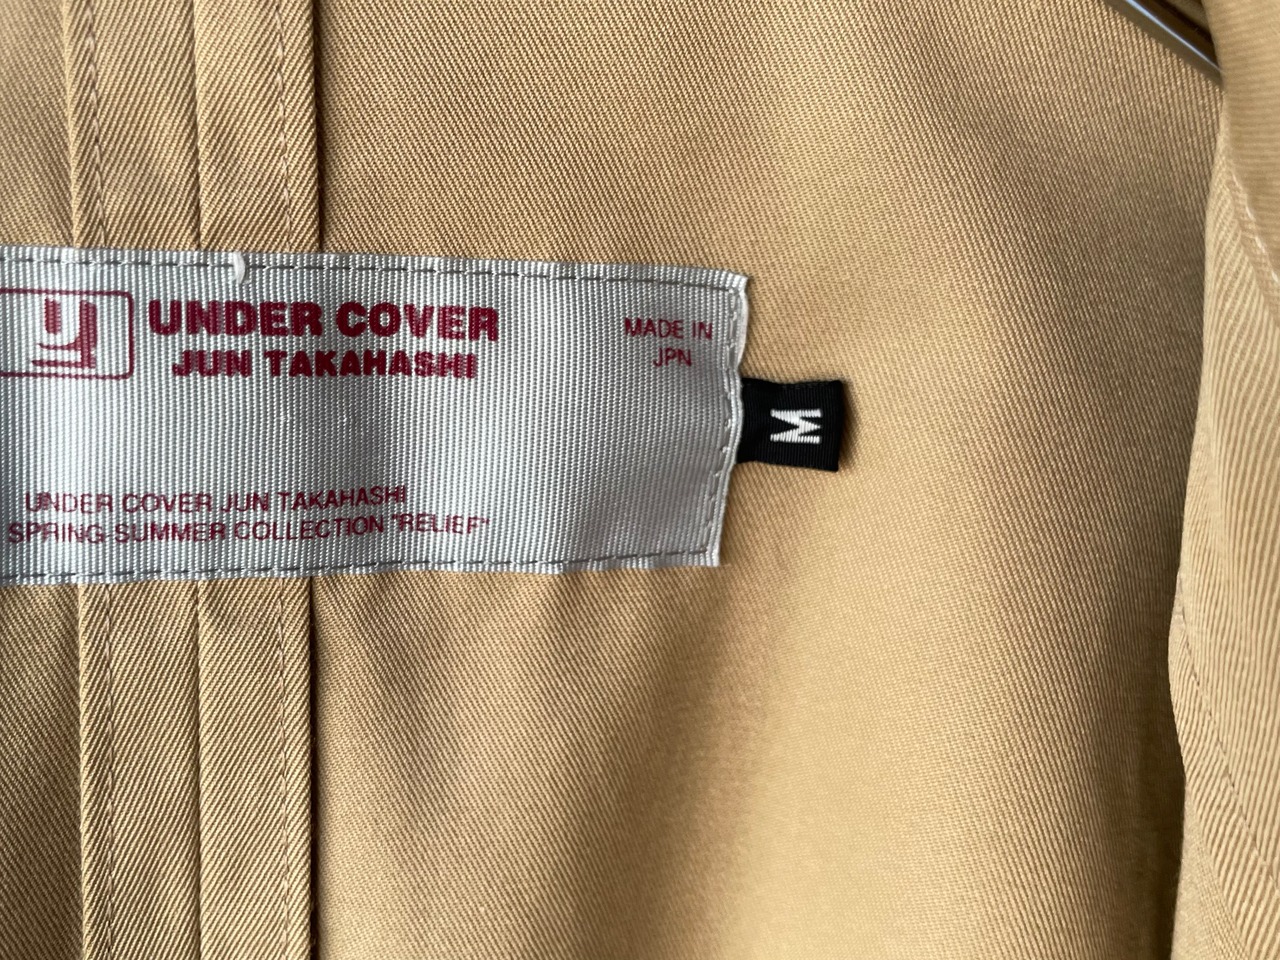 UNDER COVER
JUN TAKAHASHI
MADE IN
JPN
M
UNDER COVER JUN TAKAHASHI
SPRING SUMMER COLLECTION "RELIEF"